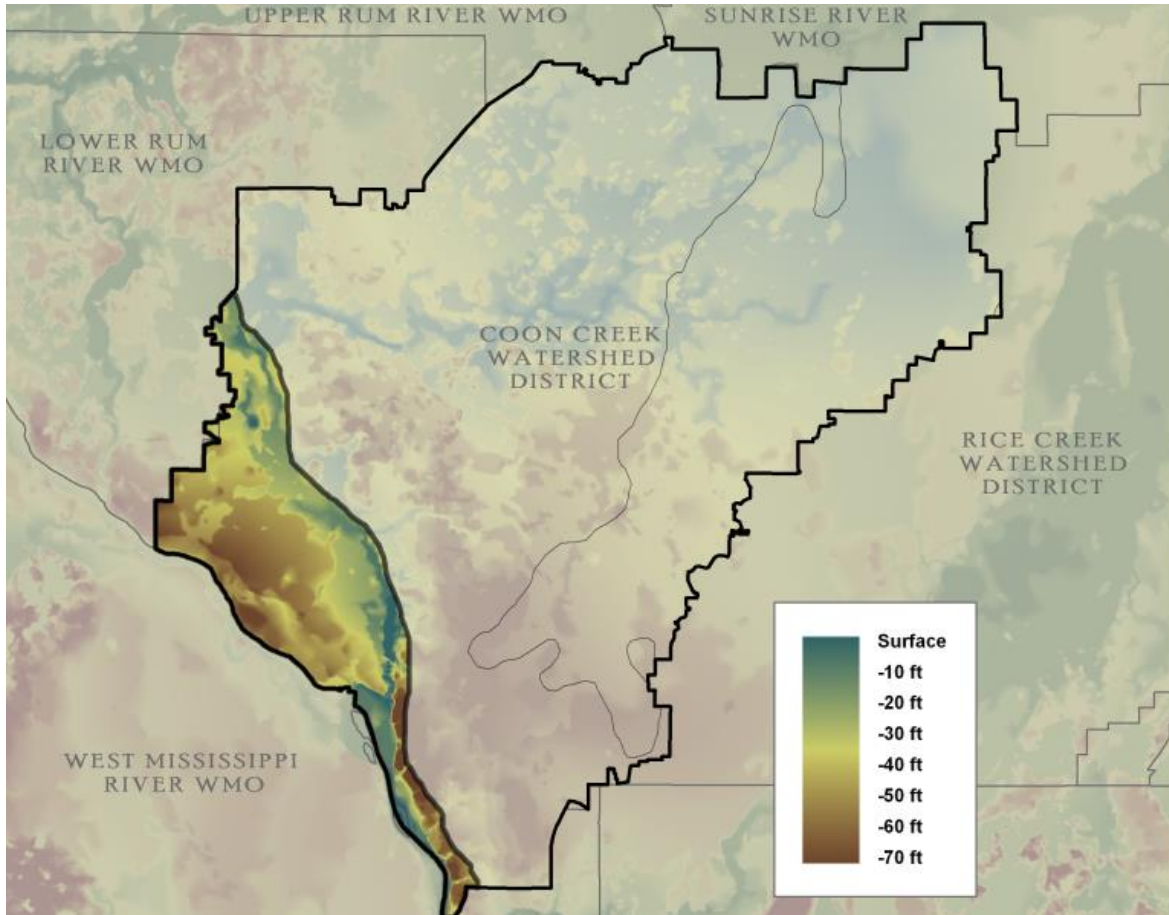 UPPER RUM RIVER WMO
SUNRISE RIVER
WMO
LOWER RUM
RIVER WMO
COON CREEK
WATERSHED
DISTRICT
RICE CREEK
WATERSHED
DISTRICT
WEST MISSISSIPPI
RIVER WMO
Surface
-10 ft
-20 ft
-30 ft
-40 ft
-50 ft
-60 ft
-70 ft